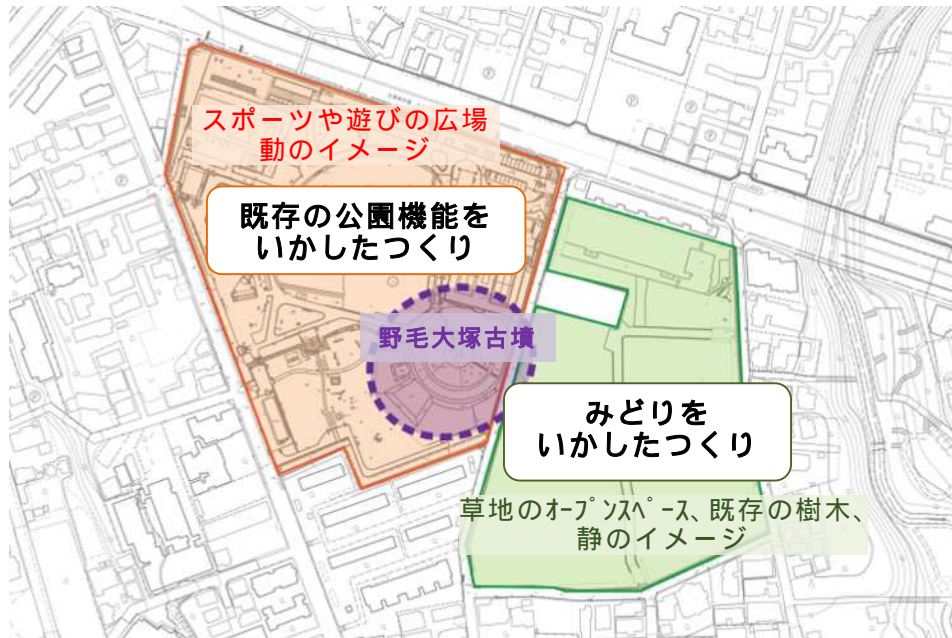 スポーツや遊びの広場
動のイメージ
既存の公園機能を
いかしたつくり
野毛大塚古墳
みどりを
いかしたつくり
草地のｵｰﾌﾟﾝｽﾍﾟｰｽ、既存の樹木、
静のイメージ